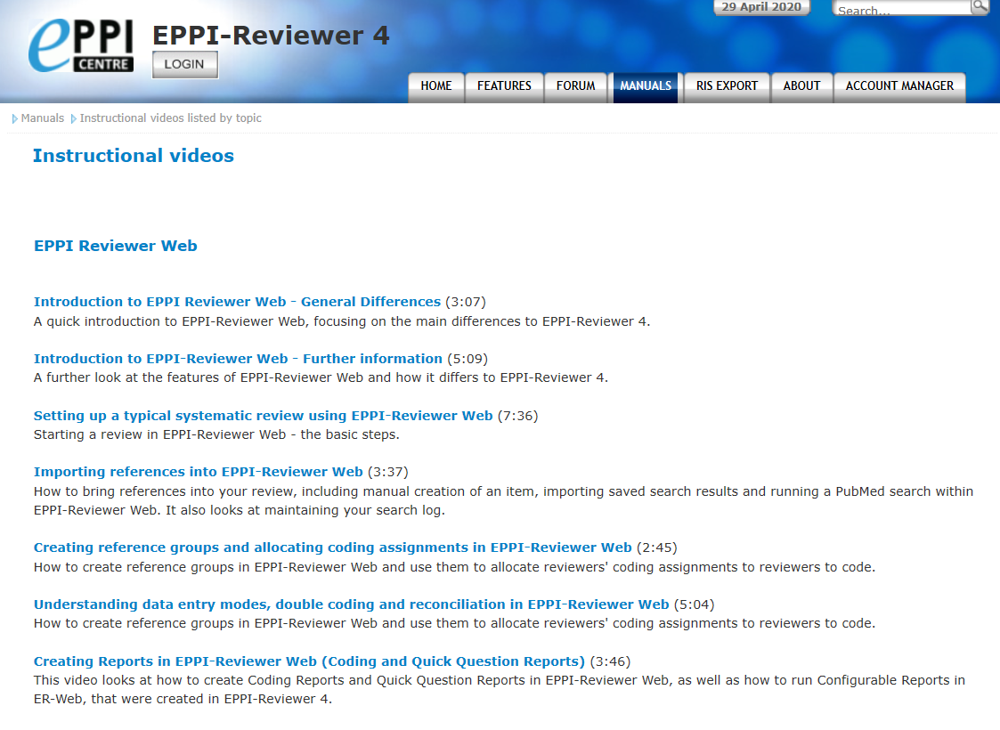 29 April 2020
Search...
ePPI
CENTRE
EPPI-Reviewer 4
LOGIN
HOME
FEATURES
FORUM
MANUALS
RIS EXPORT
ABOUT
ACCOUNT MANAGER
Manuals Instructional videos listed by topic
Instructional videos
EPPI Reviewer Web
Introduction to EPPI Reviewer Web - General Differences (3:07)
A quick introduction to EPPI-Reviewer Web, focusing on the main differences to EPPI-Reviewer 4.
Introduction to EPPI-Reviewer Web - Further information (5:09)
A further look at the features of EPPI-Reviewer Web and how it differs to EPPI-Reviewer 4.
Setting up a typical systematic review using EPPI-Reviewer Web (7:36)
Starting a review in EPPI-Reviewer Web - the basic steps.
Importing references into EPPI-Reviewer Web (3:37)
How to bring references into your review, including manual creation of an item, importing saved search results and running a PubMed search within
EPPI-Reviewer Web. It also looks at maintaining your search log.
Creating reference groups and allocating coding assignments in EPPI-Reviewer Web (2:45)
How to create reference groups in EPPI-Reviewer Web and use them to allocate reviewers' coding assignments to reviewers to code.
Understanding data entry modes, double coding and reconciliation in EPPI-Reviewer Web (5:04)
How to create reference groups in EPPI-Reviewer Web and use them to allocate reviewers' coding assignments to reviewers to code.
Creating Reports in EPPI-Reviewer Web (Coding and Quick Question Reports) (3:46)
This video looks at how to create Coding Reports and Quick Question Reports in EPPI-Reviewer Web, as well as how to run Configurable Reports in
ER-Web, that were created in EPPI-Reviewer 4.